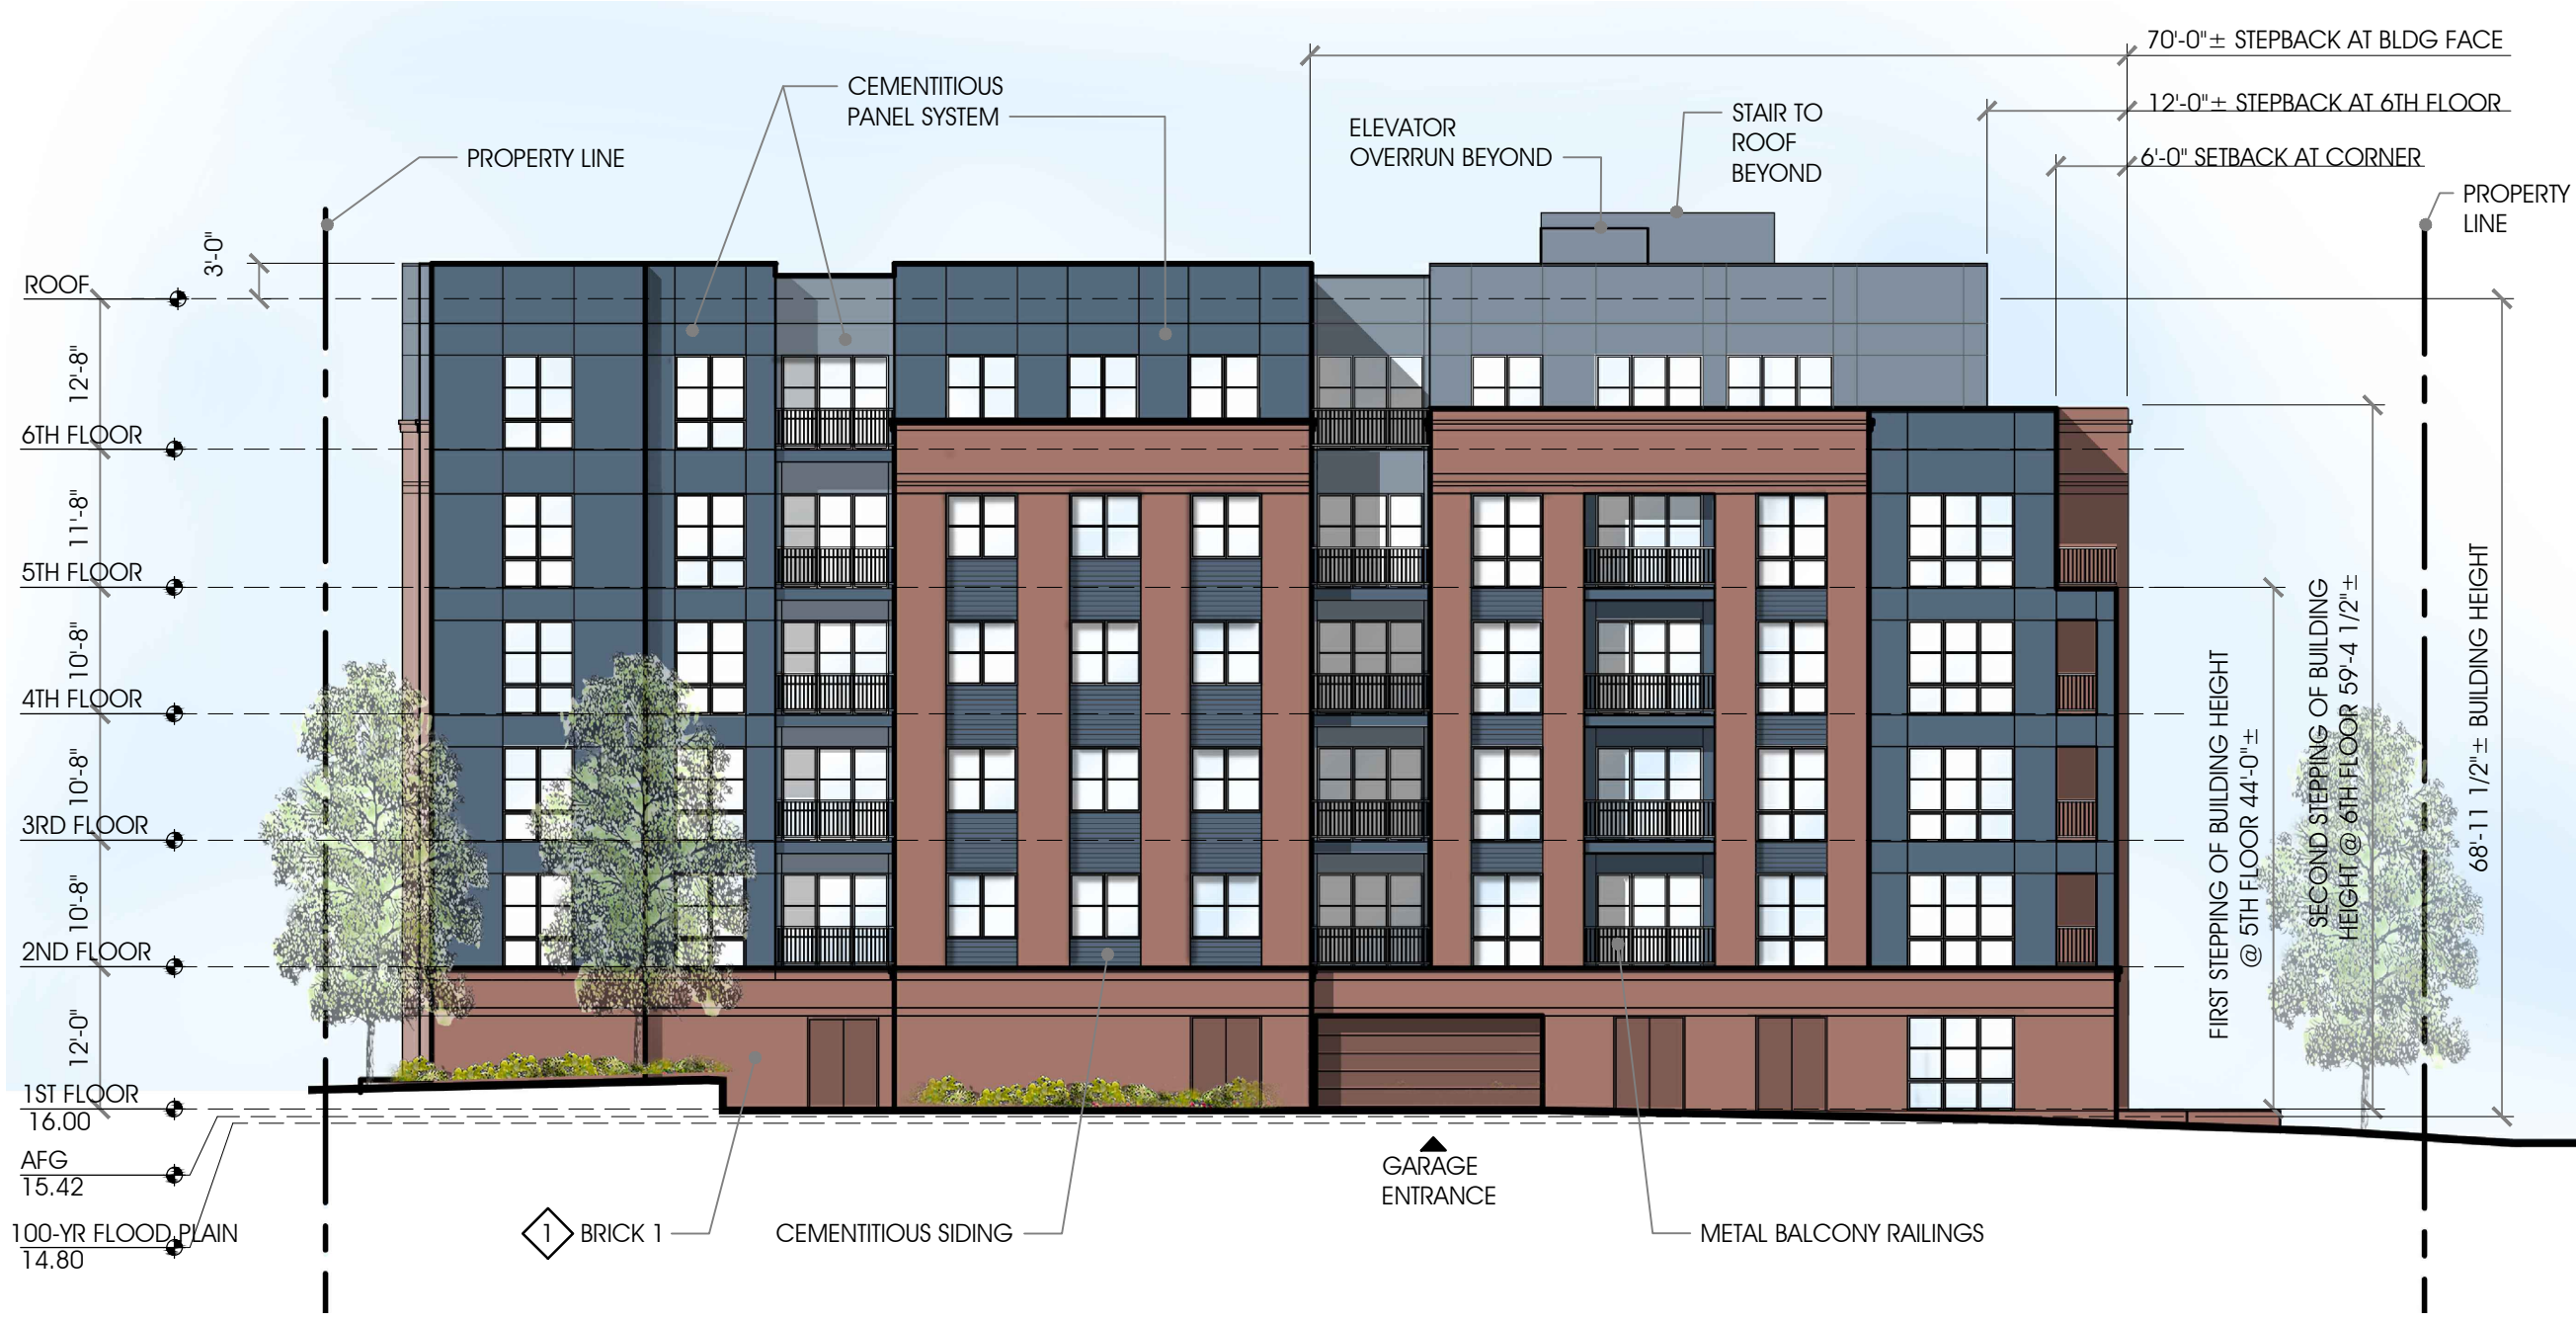 70'-0"± STEPBACK AT BLDG FACE
12'-0"± STEPBACK AT 6TH FLOOR
6'-0" SETBACK AT CORNER
CEMENTITIOUS
PANEL SYSTEM
ELEVATOR
OVERRUN BEYOND
STAIR TO
ROOF
BEYOND
PROPERTY LINE
PROPERTY
LINE
3'-0"
ROOF
12'-8"
6TH FLOOR
11'-8"
5TH FLOOR
10'-8"
4TH FLOOR
10'-8"
3RD FLOOR
10'-8"
2ND FLOOR
12'-0"
1ST FLOOR
16.00
AFG
15.42
100-YR FLOOD PLAIN
14.80
FIRST STEPPING OF BUILDING HEIGHT
@ 5TH FLOOR 44'-0"±
SECOND STEPPING OF BUILDING
HEIGHT @ 6TH FLOOR 59'-4 1/2"±
68'-11 1/2"± BUILDING HEIGHT
GARAGE
ENTRANCE
1 BRICK 1
CEMENTITIOUS SIDING
METAL BALCONY RAILINGS